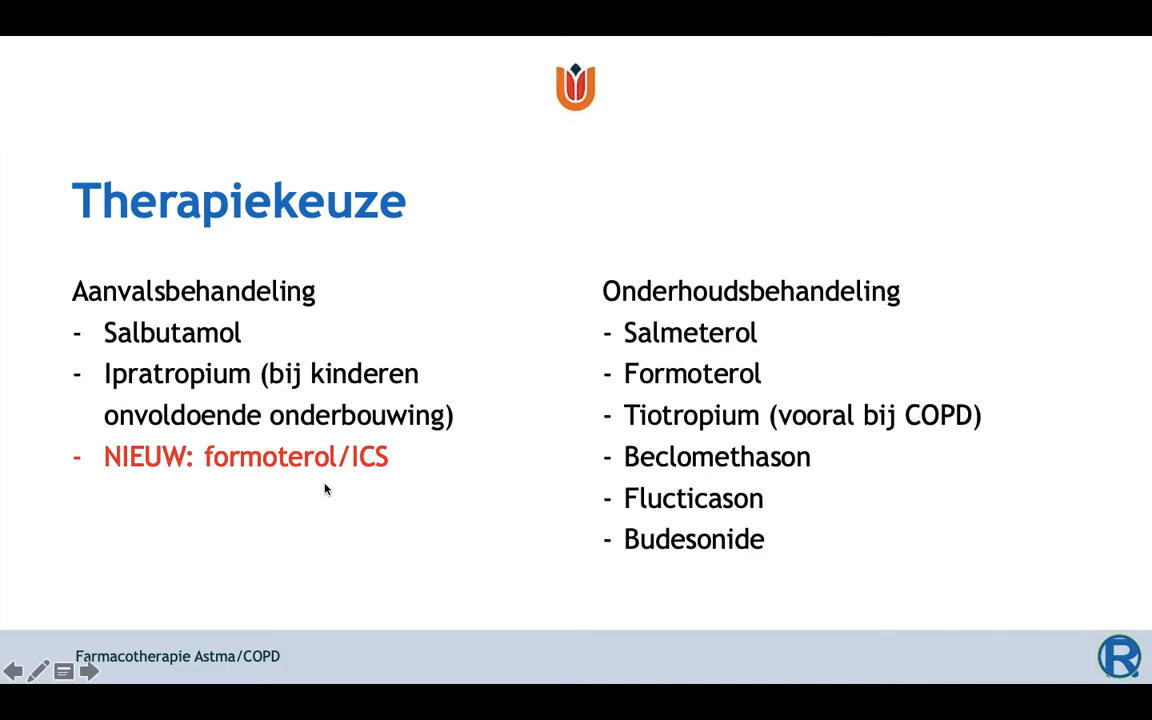 Therapiekeuze
Aanvalsbehandeling
- Salbutamol
- Ipratropium (bij kinderen
onvoldoende onderbouwing)
- NIEUW: formoterol/ICS
Onderhoudsbehandeling
- Salmeterol
- Formoterol
- Tiotropium (vooral bij COPD)
- Beclomethason
- Flucticason
- Budesonide
Farmacotherapie Astma/COPD
R